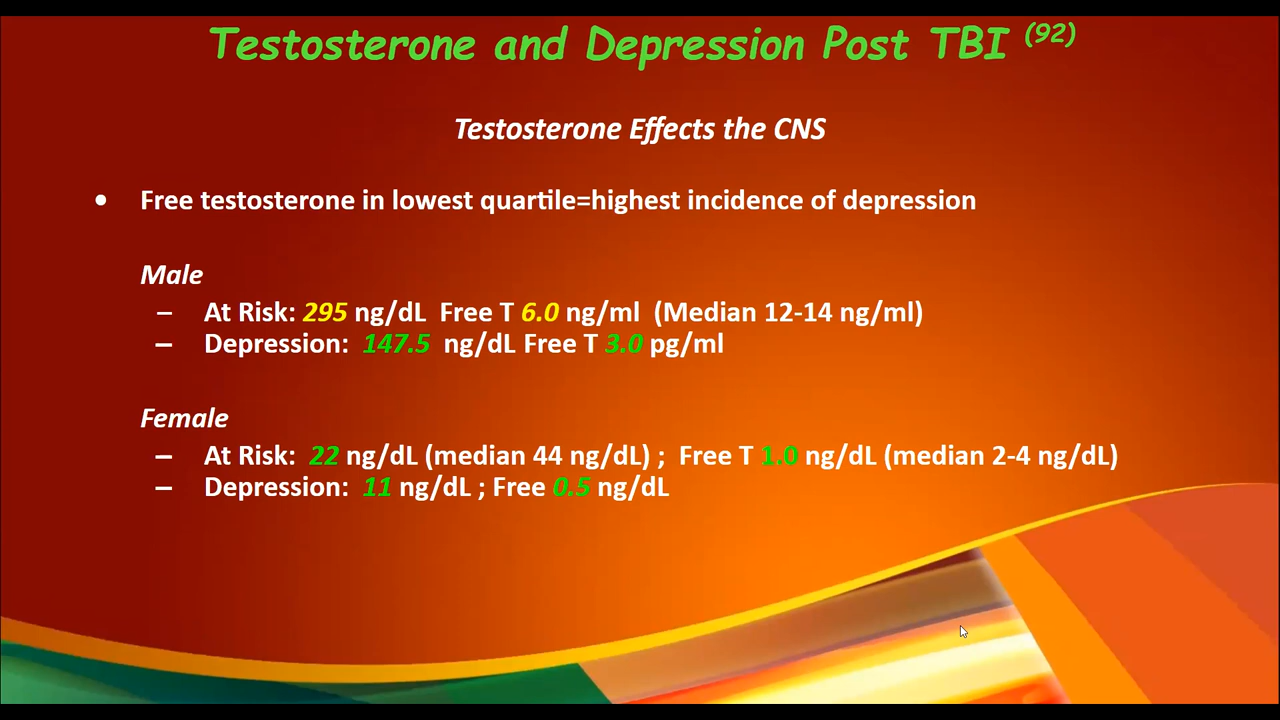 Testosterone and Depression Post TBI (92)
Testosterone Effects the CNS
• Free testosterone in lowest quartile=highest incidence of depression
Male
– At Risk: 295 ng/dL Free T 6.0 ng/ml (Median 12-14 ng/ml)
– Depression: 147.5 ng/dL Free T 3.0 pg/ml
Female
– At Risk: 22 ng/dL (median 44 ng/dL) ; Free T 1.0 ng/dL (median 2-4 ng/dL)
– Depression: 11 ng/dL ; Free 0.5 ng/dL